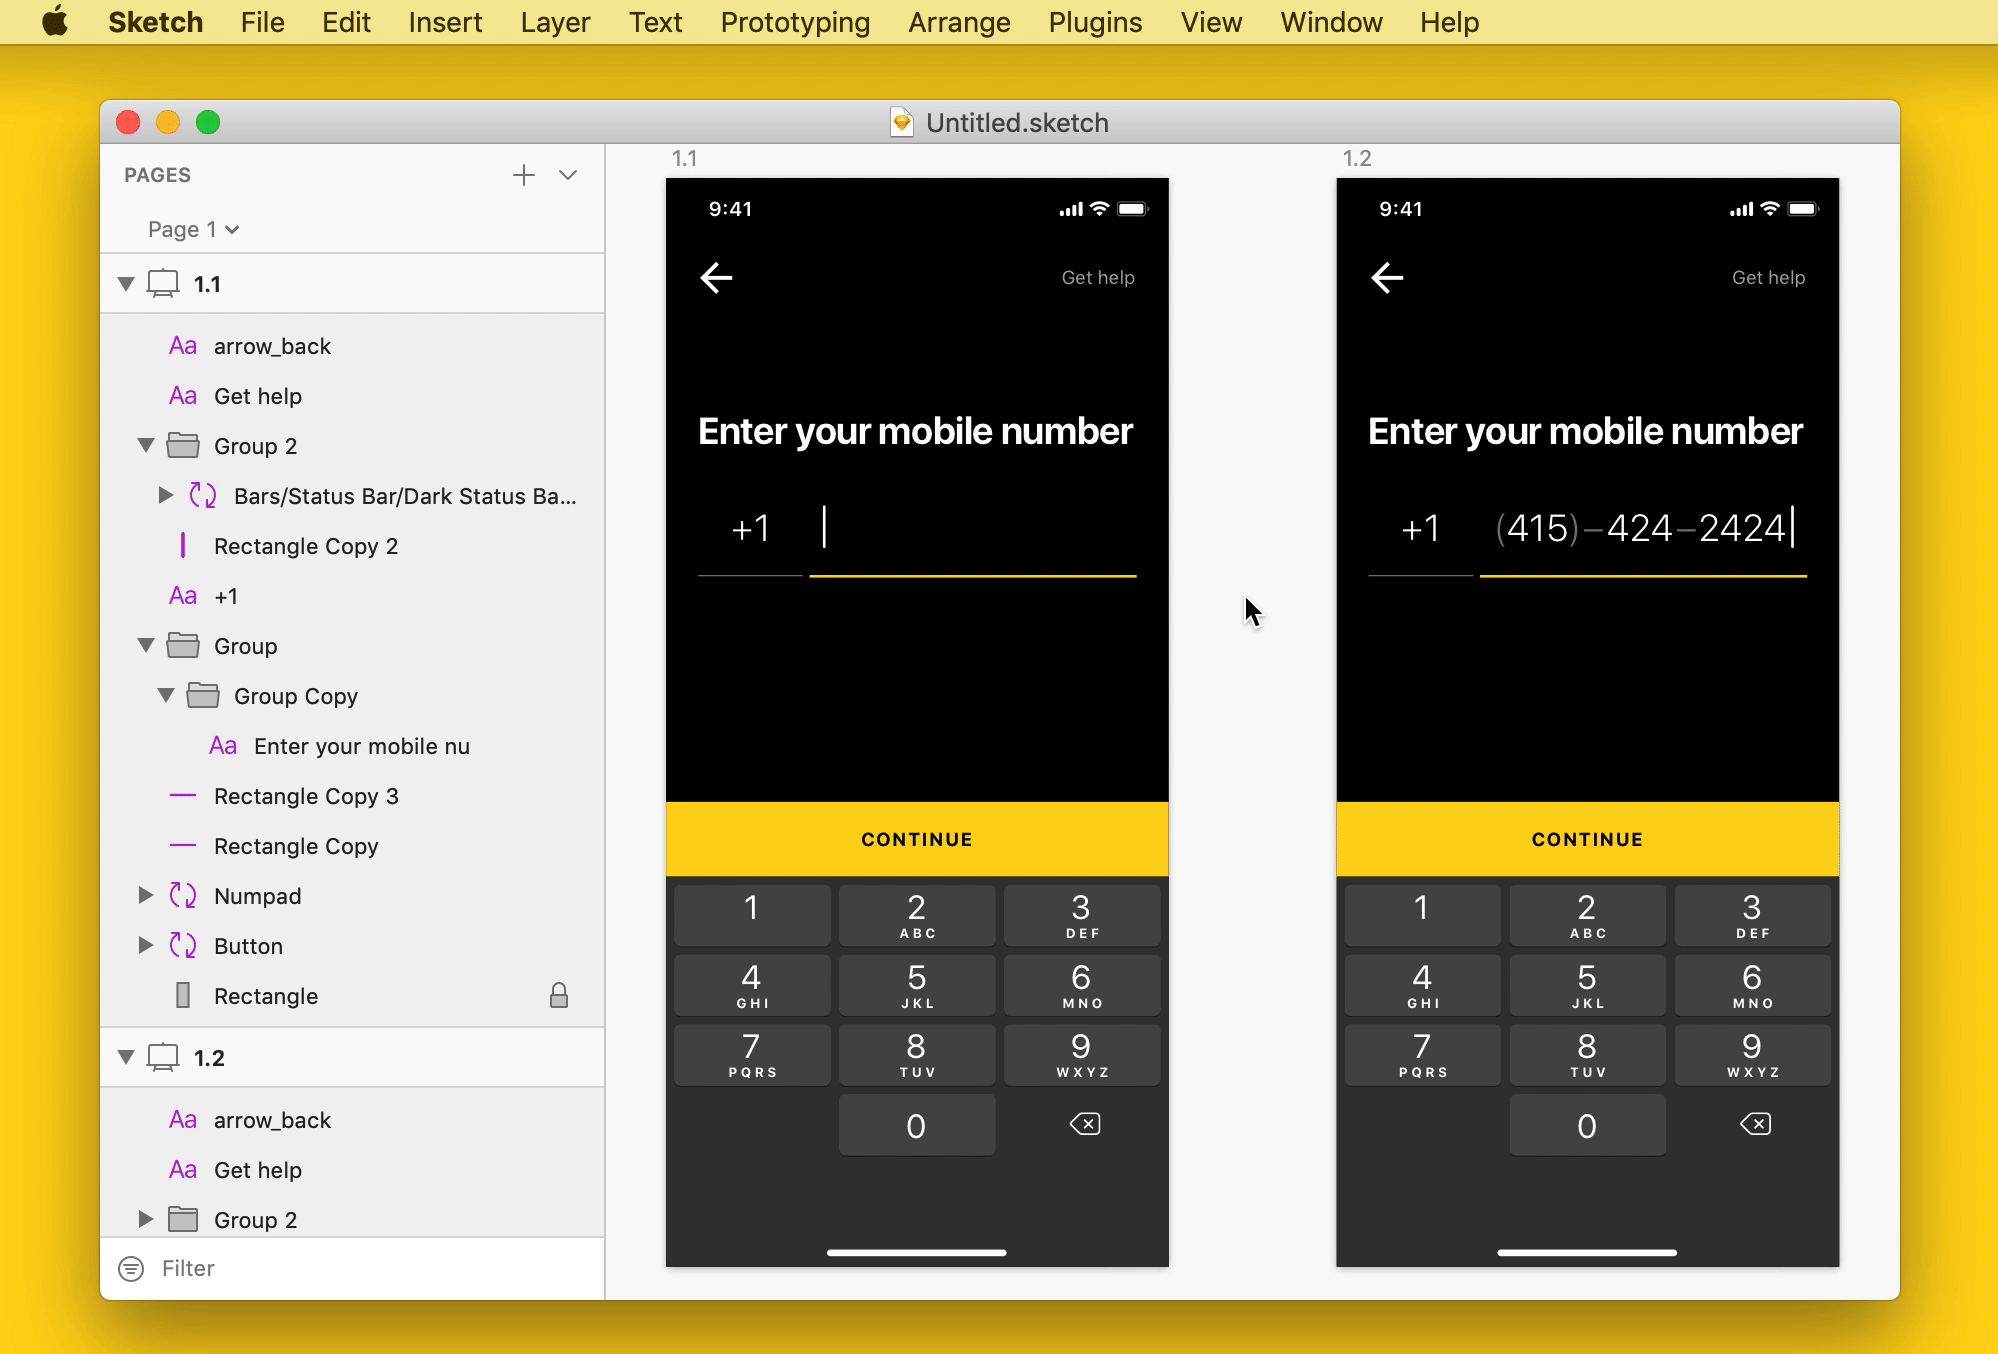 Sketch File Edit Insert Layer Text Prototyping Arrange Plugins View Window Help
Untitled.sketch
PAGES
Page 1
1.1
Aa arrow_back
Aa Get help
Group 2
Bars/Status Bar/Dark Status Ba...
Rectangle Copy 2
Aa +1
Group
Group Copy
Aa Enter your mobile nu
Rectangle Copy 3
Rectangle Copy
Numpad
Button
Rectangle
1.2
Aa arrow_back
Aa Get help
Group 2
Filter
1.1
9:41
Get help
Enter your mobile number
+1
CONTINUE
1 2 3
ABC DEF
4 5 6
GHI JKL MNO
7 8 9
PQRS TUV WXYZ
0
1.2
9:41
Get help
Enter your mobile number
+1 (415)–424–2424
CONTINUE
1 2 3
ABC DEF
4 5 6
GHI JKL MNO
7 8 9
PQRS TUV WXYZ
0